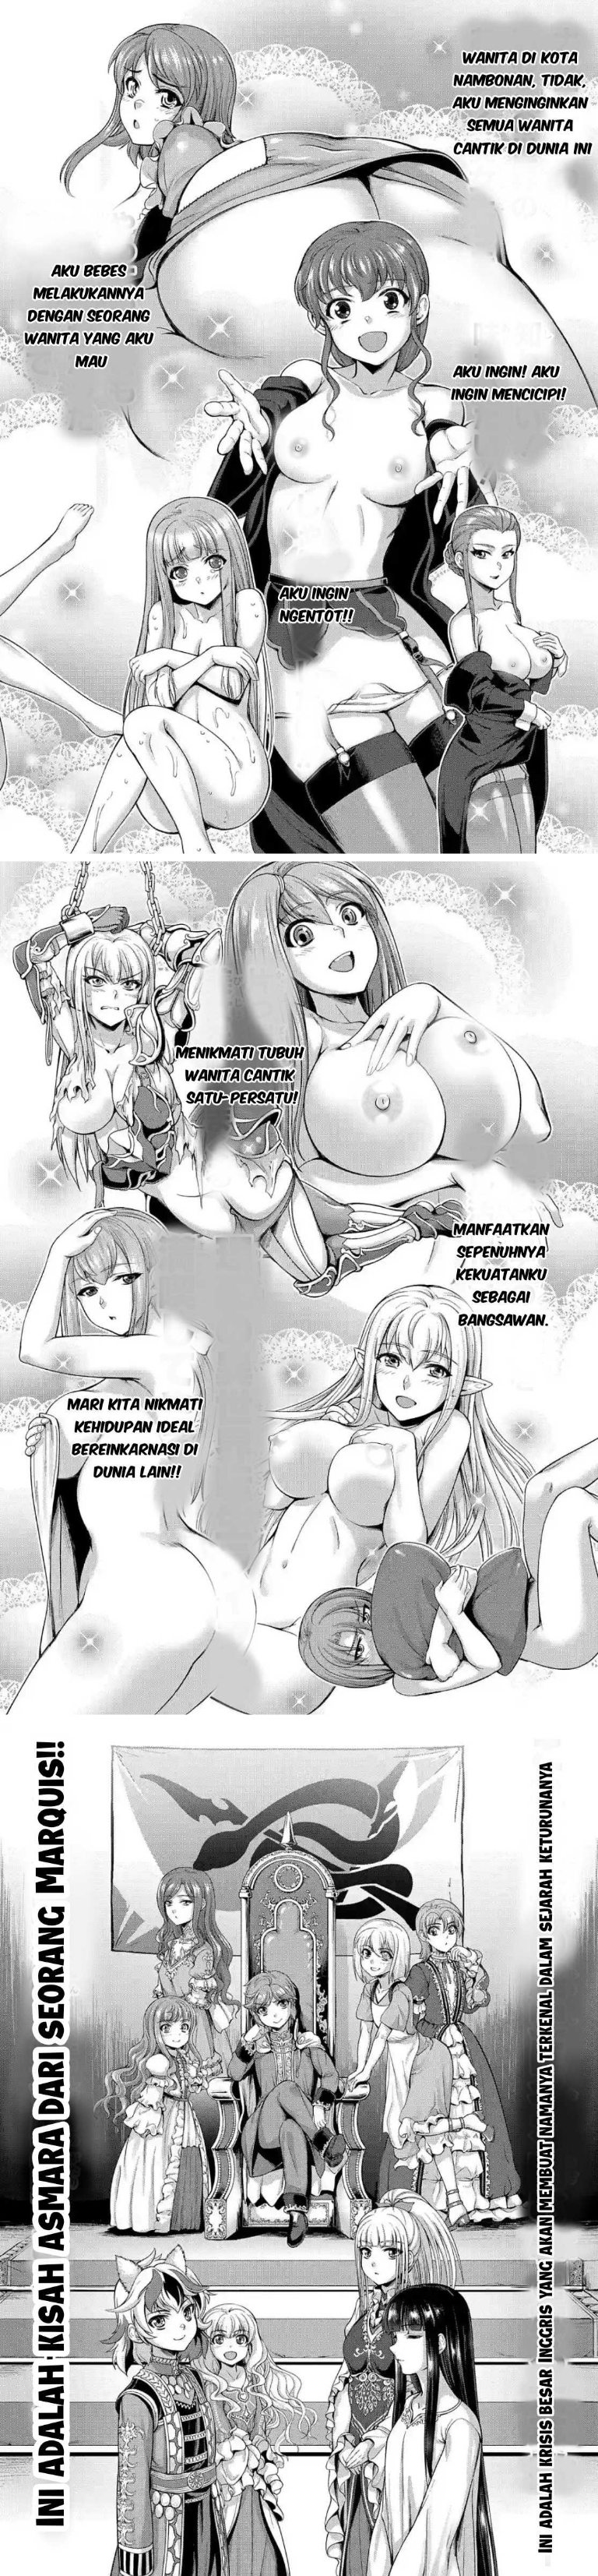 WANITA DI KOTA
NAMBONAN, TIDAK,
AKU MENGINGINKAN
SEMUA WANITA
CANTIK DI DUNIA INI
AKU BEBES
MELAKUKANNYA
DENGAN SEORANG
WANITA YANG AKU
MAU
AKU INGIN! AKU
INGIN MENCICIPI!
AKU INGIN
NGENTOT!!
MENIKMATI TUBUH
WANITA CANTIK
SATU-PERSATU!
MANFAATKAN
SEPENUHNYA
KEKUATANKU
SEBAGAI
BANGSAWAN.
MARI KITA NIKMATI
KEHIDUPAN IDEAL
BEREINKARNASI DI
DUNIA LAIN!!
INI ADALAH KISAH ASMARA DARI SEORANG MARQUIS!!
INI ADALAH KRISIS BESAR INGGRIS YANG AKAN MEMBUAT NAMANYA TERKENAL DALAM SEJARAH KETURUNANYA